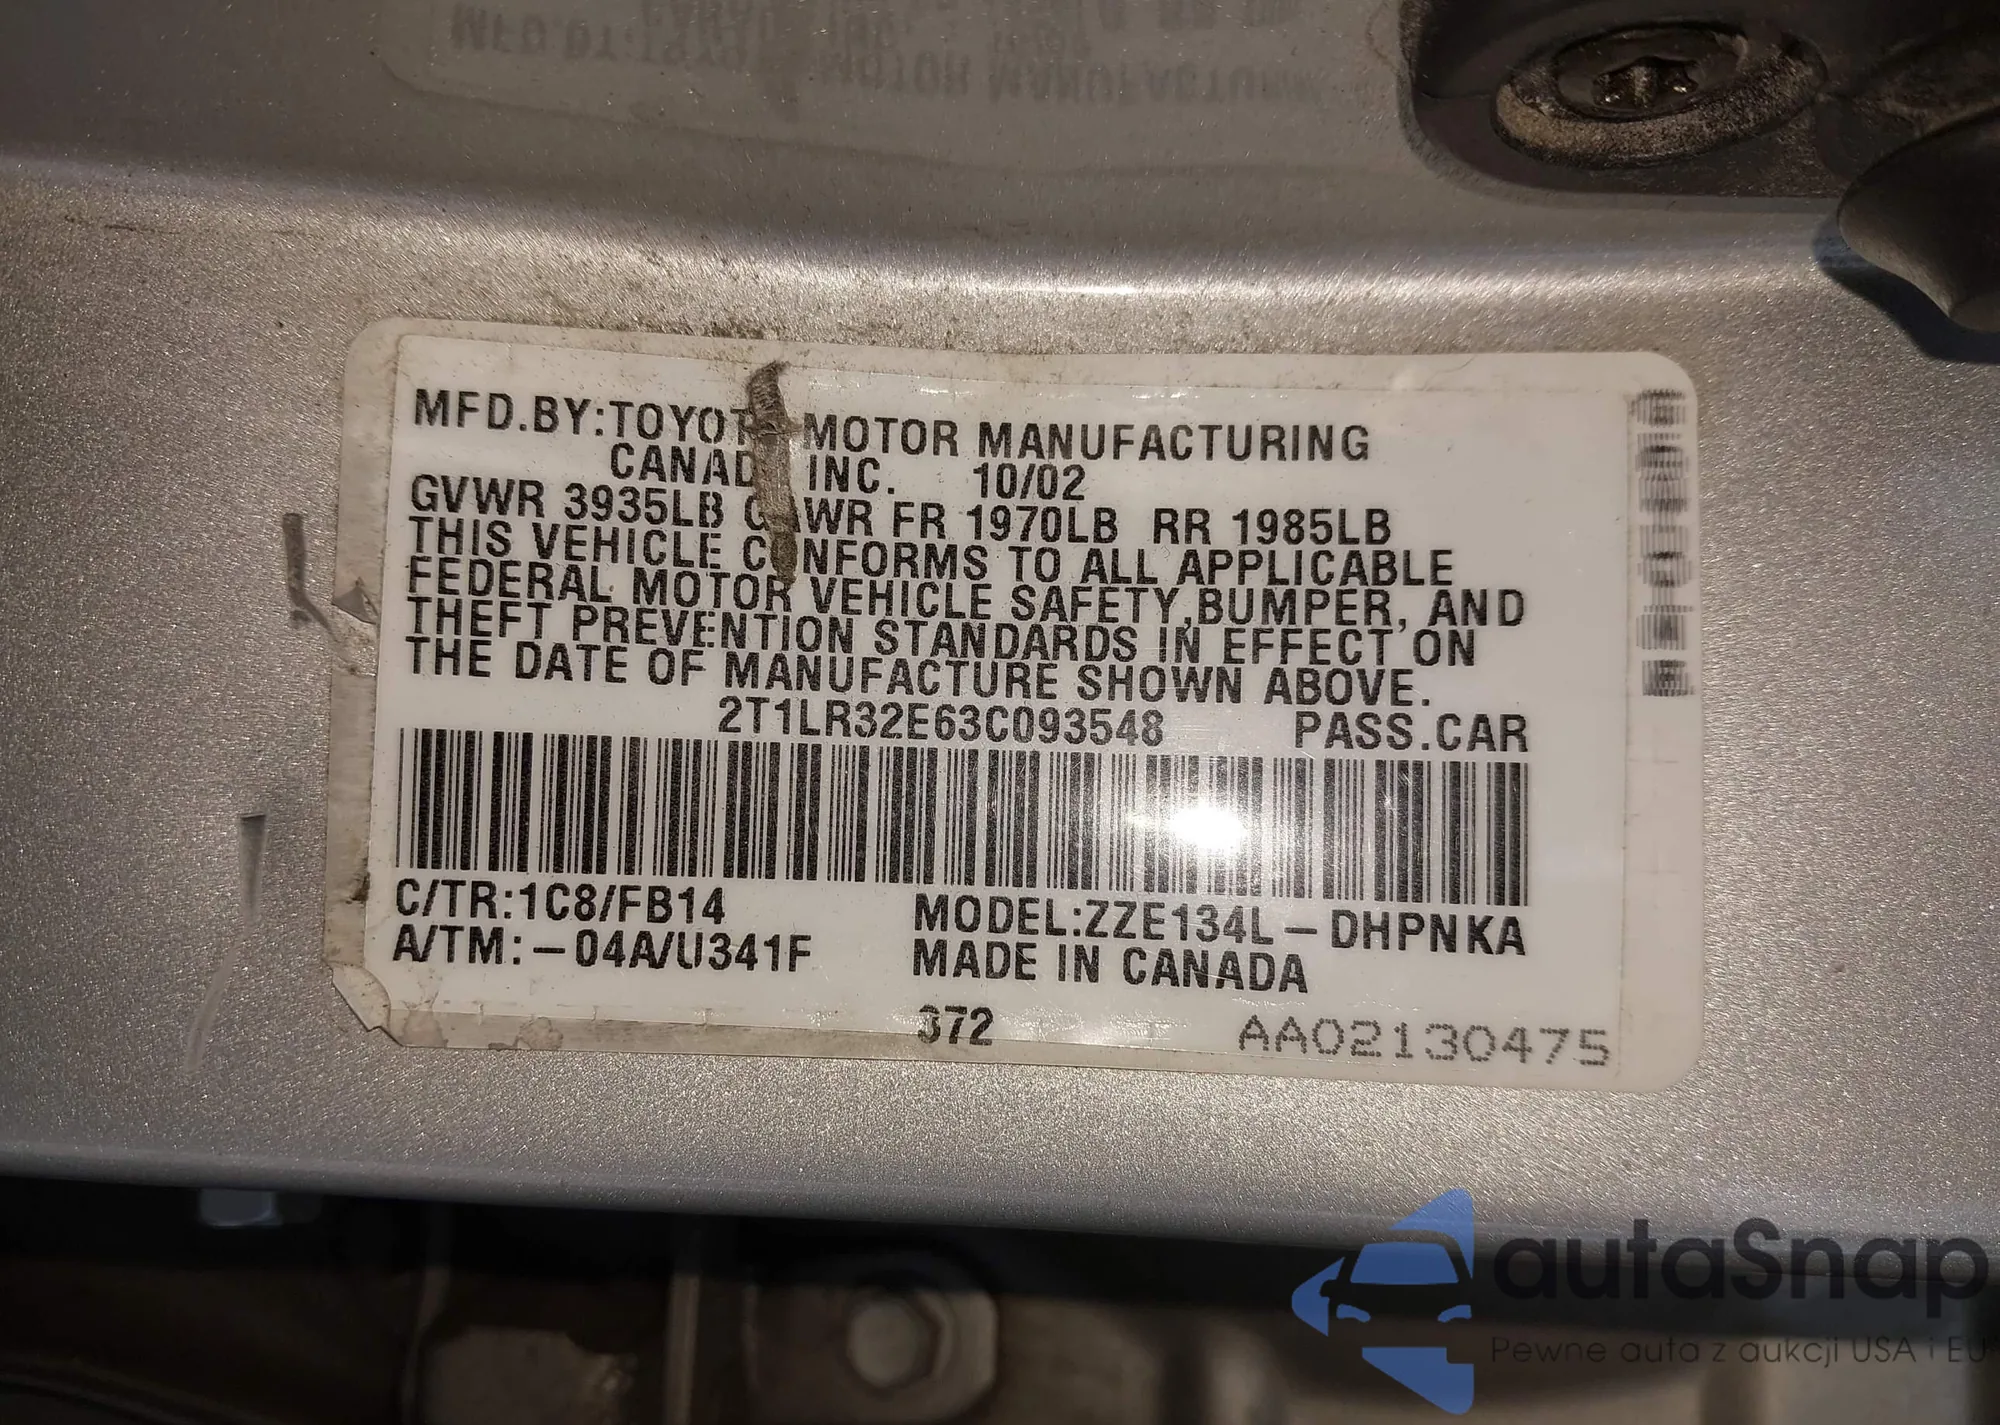 MFD.BY:TOYOT MOTOR MANUFACTURING
CANAD INC. 10/02
GVWR 3935LB GAWR FR 1970LB RR 1985LB
THIS VEHICLE CONFORMS TO ALL APPLICABLE
FEDERAL MOTOR VEHICLE SAFETY,BUMPER, AND
THEFT PREVENTION STANDARDS IN EFFECT ON
THE DATE OF MANUFACTURE SHOWN ABOVE.
2T1LR32E63C093548 PASS.CAR
C/TR:1C8/FB14 MODEL:ZZE134L-DHPNKA
A/TM:-04A/U341F MADE IN CANADA
372 AA02130475
autoSnap
Pewne auta z aukcji USA i EU